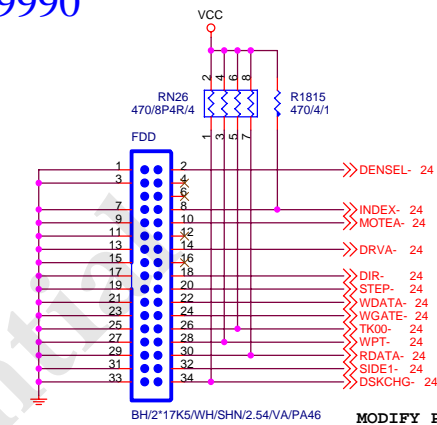 9990
VCC
2 4 6 8
RN26
470/8P4R/4
R1815
470/4/1
1 3 5 7
FDD
1 2 DENSEL- 24
3 4
6
7 8 INDEX- 24
9 10 MOTEA- 24
11 12
13 14 DRVA- 24
15 16
17 18 DIR- 24
19 20 STEP- 24
21 22 WDATA- 24
23 24 WGATE- 24
25 26 TK00- 24
27 28 WPT- 24
29 30 RDATA- 24
31 32 SIDE1- 24
33 34 DSKCHG- 24
BH/2*17K5/WH/SHN/2.54/VA/PA46
MODIFY